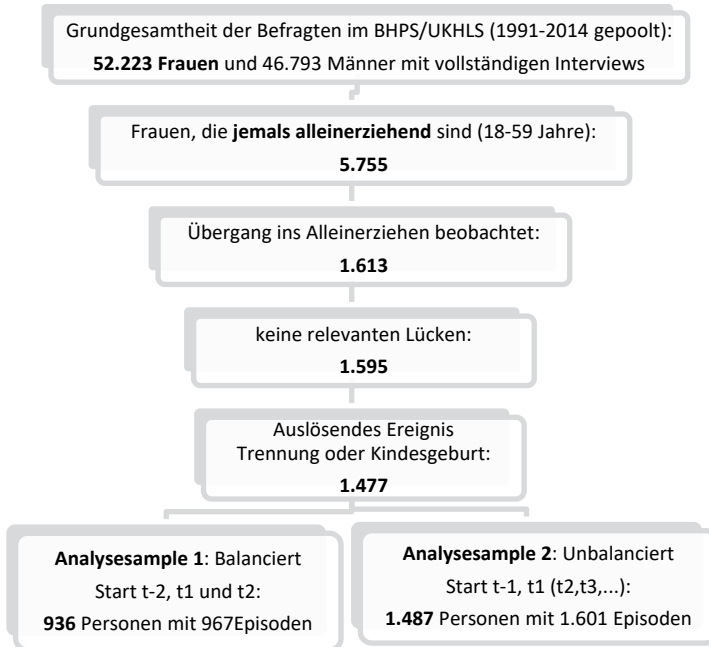 Grundgesamtheit der Befragten im BHPS/UKHLS (1991-2014 gepoolt):
52.223 Frauen und 46.793 Männer mit vollständigen Interviews
Frauen, die jemals alleinerziehend sind (18-59 Jahre):
5.755
Übergang ins Alleinerziehen beobachtet:
1.613
keine relevanten Lücken:
1.595
Auslösendes Ereignis
Trennung oder Kindesgeburt:
1.477
Analysesample 1: Balanciert
Start t-2, t1 und t2:
936 Personen mit 967Episoden
Analysesample 2: Unbalanciert
Start t-1, t1 (t2,t3,...):
1.487 Personen mit 1.601 Episoden